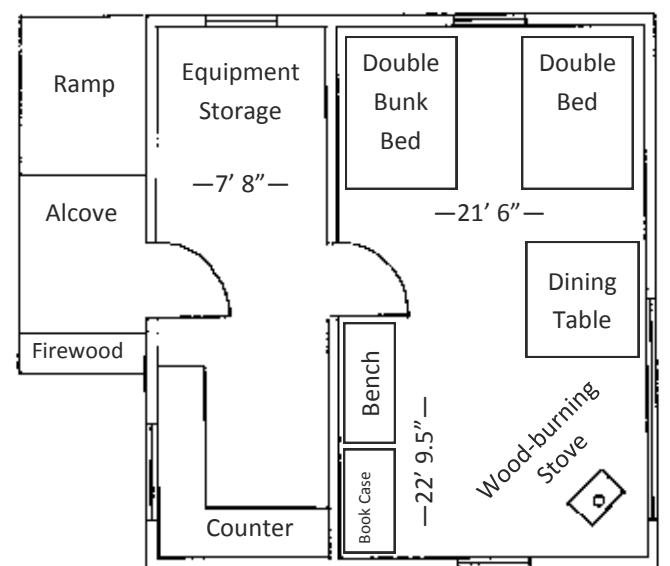 Ramp
Equipment
Storage
Double
Bunk
Bed
Double
Bed
—7’ 8”—
Alcove
—21’ 6”—
Dining
Table
Firewood
Bench
—22’ 9.5”—
Wood-burning
Stove
Book Case
Counter